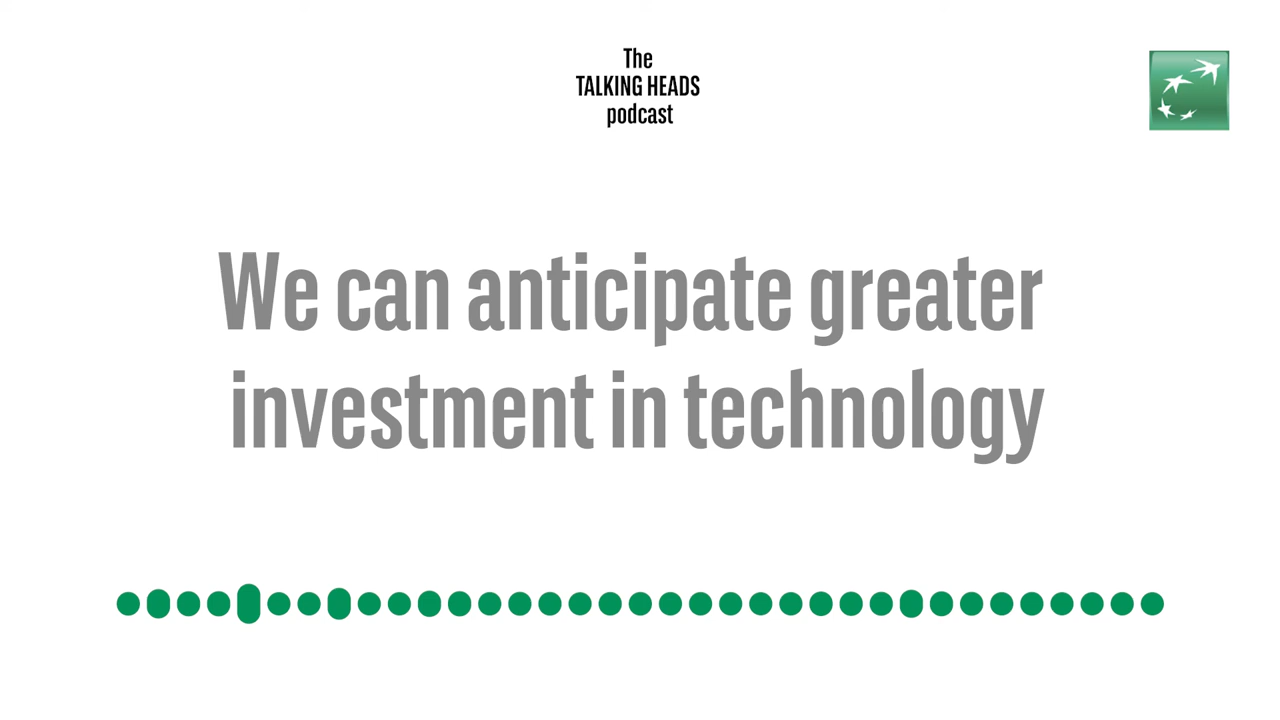 The
TALKING HEADS
podcast
We can anticipate greater
investment in technology